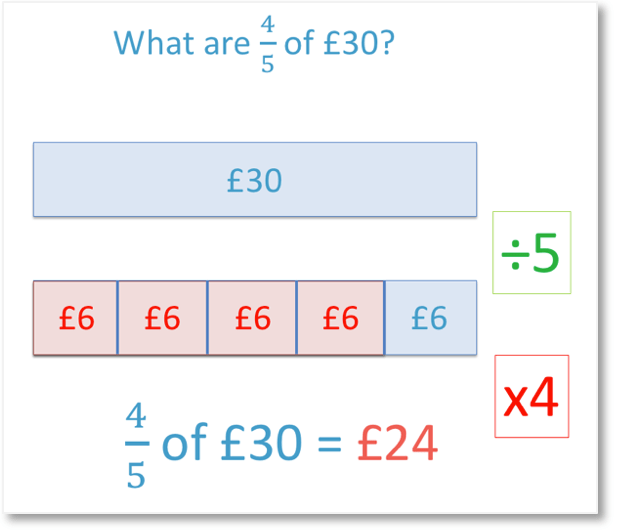 What are 4/5 of £30?
£30
÷5
£6 £6 £6 £6 £6
x4
4/5 of £30 = £24